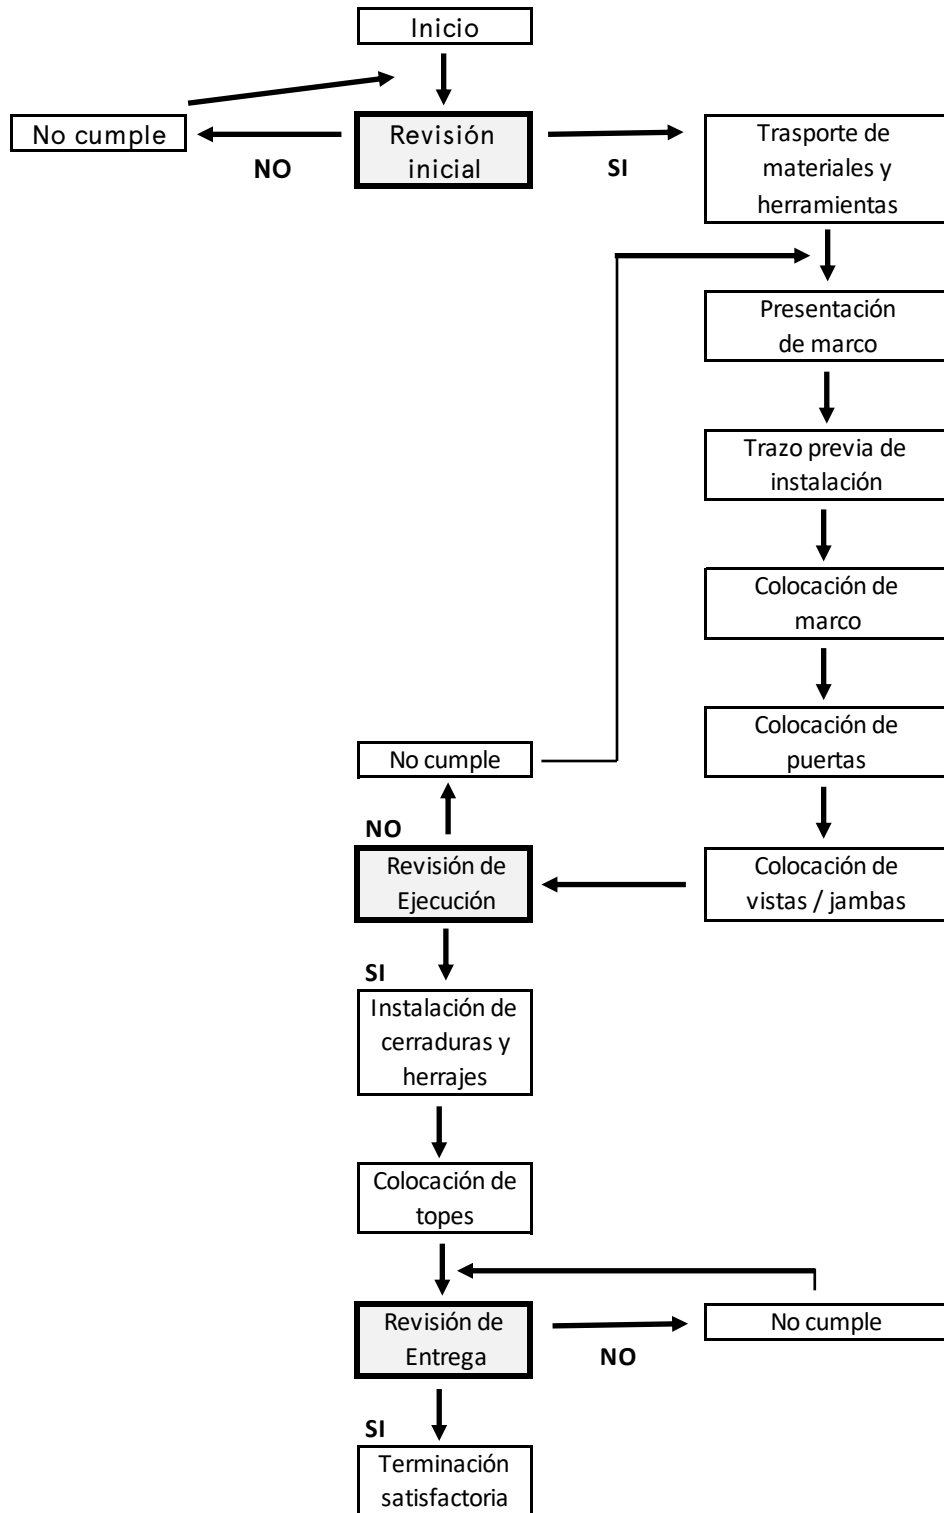 Inicio
No cumple
NO
Revisión
inicial
SI
Trasporte de
materiales y
herramientas
Presentación
de marco
Trazo previa de
instalación
Colocación de
marco
Colocación de
puertas
Colocación de
vistas / jambas
No cumple
NO
Revisión de
Ejecución
SI
Instalación de
cerraduras y
herrajes
Colocación de
topes
Revisión de
Entrega
NO
No cumple
SI
Terminación
satisfactoria